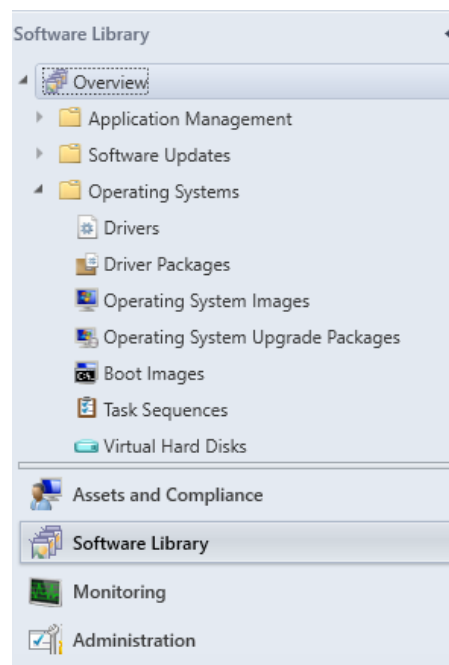 Software Library
Overview
Application Management
Software Updates
Operating Systems
Drivers
Driver Packages
Operating System Images
Operating System Upgrade Packages
Boot Images
Task Sequences
Virtual Hard Disks
Assets and Compliance
Software Library
Monitoring
Administration